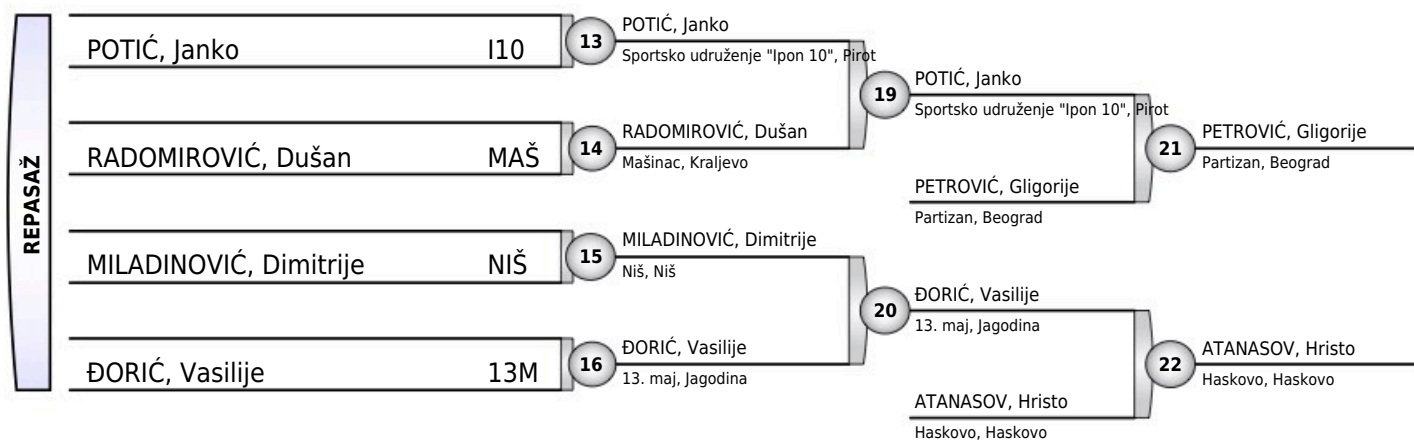 REPASAŽ
POTIĆ, Janko I10
RADOMIROVIĆ, Dušan MAŠ
MILADINOVIĆ, Dimitrije NIŠ
ĐORIĆ, Vasilije 13M
13
POTIĆ, Janko
Sportsko udruženje "Ipon 10", Pirot
14
RADOMIROVIĆ, Dušan
Mašinac, Kraljevo
15
MILADINOVIĆ, Dimitrije
Niš, Niš
16
ĐORIĆ, Vasilije
13. maj, Jagodina
19
POTIĆ, Janko
Sportsko udruženje "Ipon 10", Pirot
PETROVIĆ, Gligorije
Partizan, Beograd
20
ĐORIĆ, Vasilije
13. maj, Jagodina
ATANASOV, Hristo
Haskovo, Haskovo
21
PETROVIĆ, Gligorije
Partizan, Beograd
22
ATANASOV, Hristo
Haskovo, Haskovo